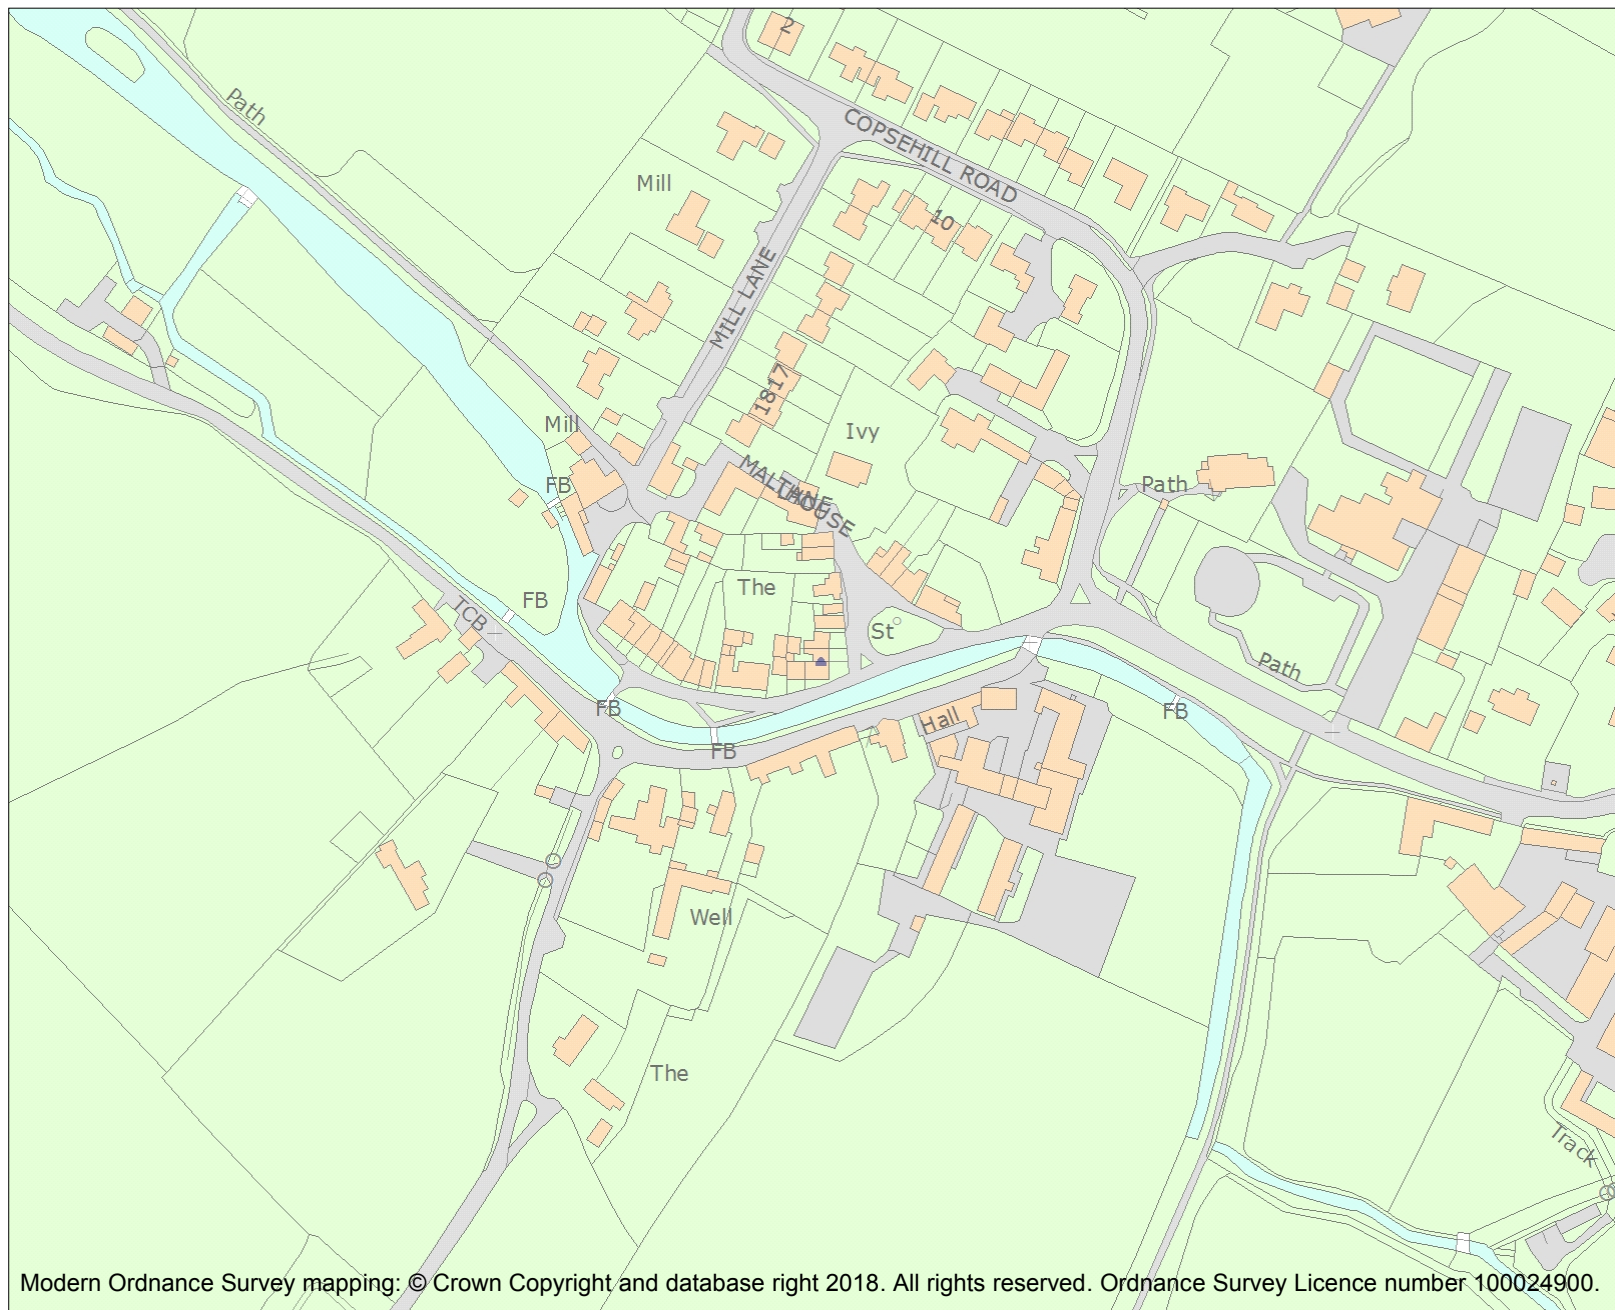 2
Path
COPSEHILL ROAD
Mill
10
MILL LANE
1817
Mill
Ivy
MALTHOUSE
LANE
FB
Path
The
FB
TCB
St
Path
FB
FB
Hall
FB
Well
The
Track
Modern Ordnance Survey mapping: © Crown Copyright and database right 2018. All rights reserved. Ordnance Survey Licence number 100024900.